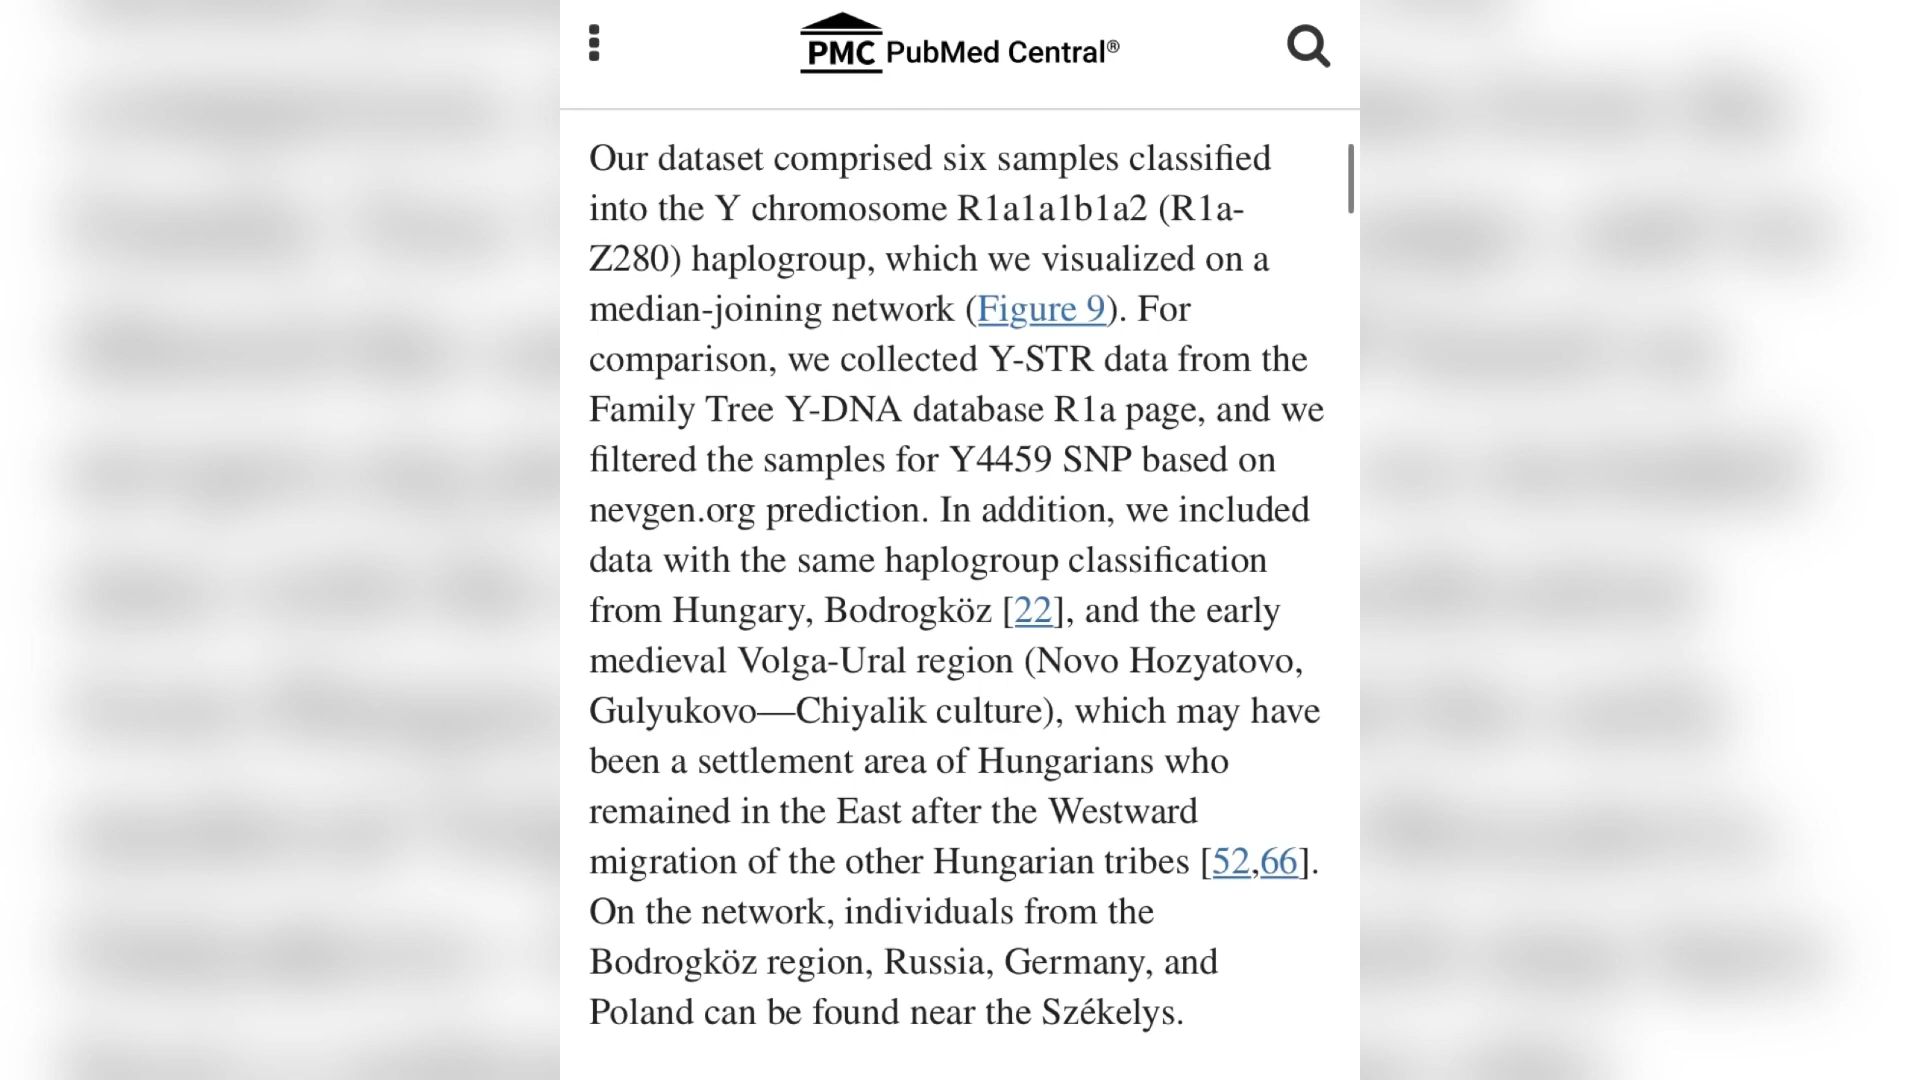 PMC PubMed Central®
Our dataset comprised six samples classified
into the Y chromosome R1a1a1b1a2 (R1a-
Z280) haplogroup, which we visualized on a
median-joining network (Figure 9). For
comparison, we collected Y-STR data from the
Family Tree Y-DNA database R1a page, and we
filtered the samples for Y4459 SNP based on
nevgen.org prediction. In addition, we included
data with the same haplogroup classification
from Hungary, Bodrogköz [22], and the early
medieval Volga-Ural region (Novo Hozyatovo,
Gulyukovo—Chiyalik culture), which may have
been a settlement area of Hungarians who
remained in the East after the Westward
migration of the other Hungarian tribes [52,66].
On the network, individuals from the
Bodrogköz region, Russia, Germany, and
Poland can be found near the Székelys.